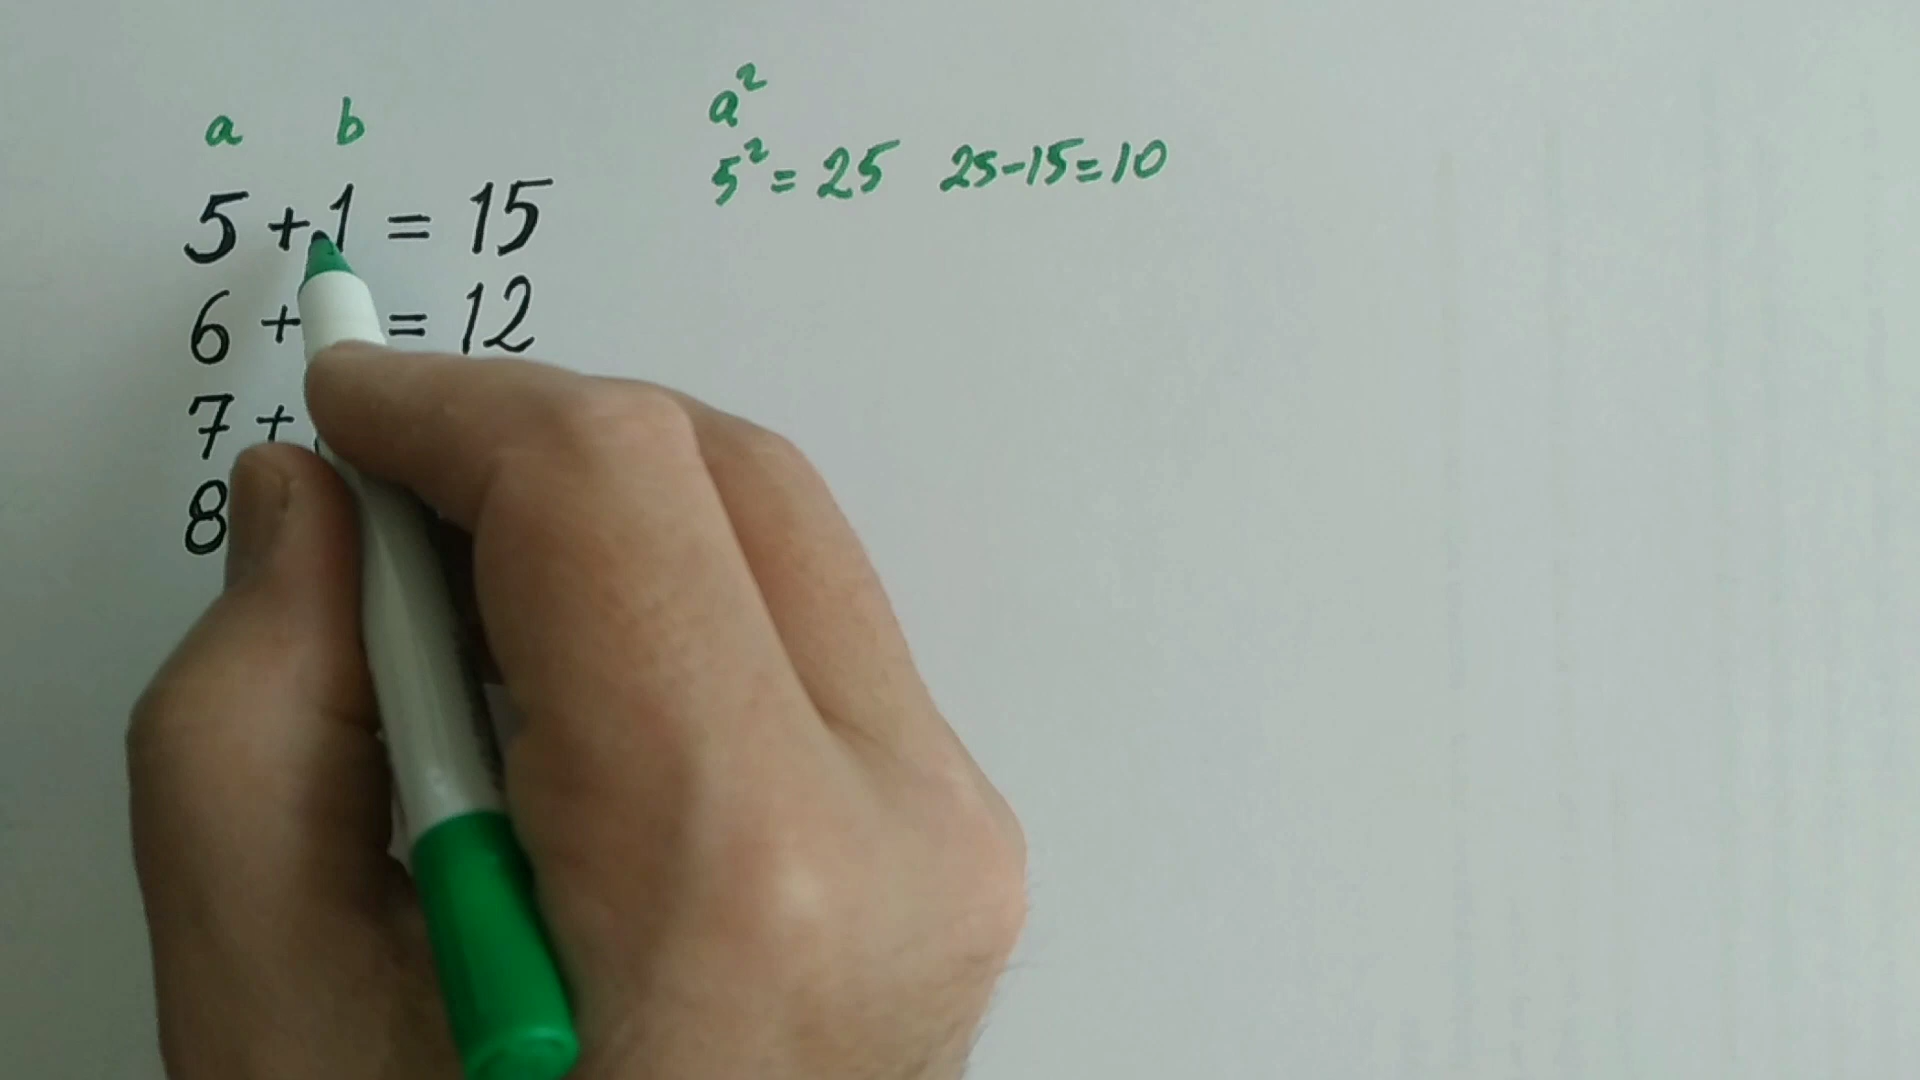 a b
5 + 1 = 15
6 + = 12
7 +
8
a²
5² = 25 25-15=10